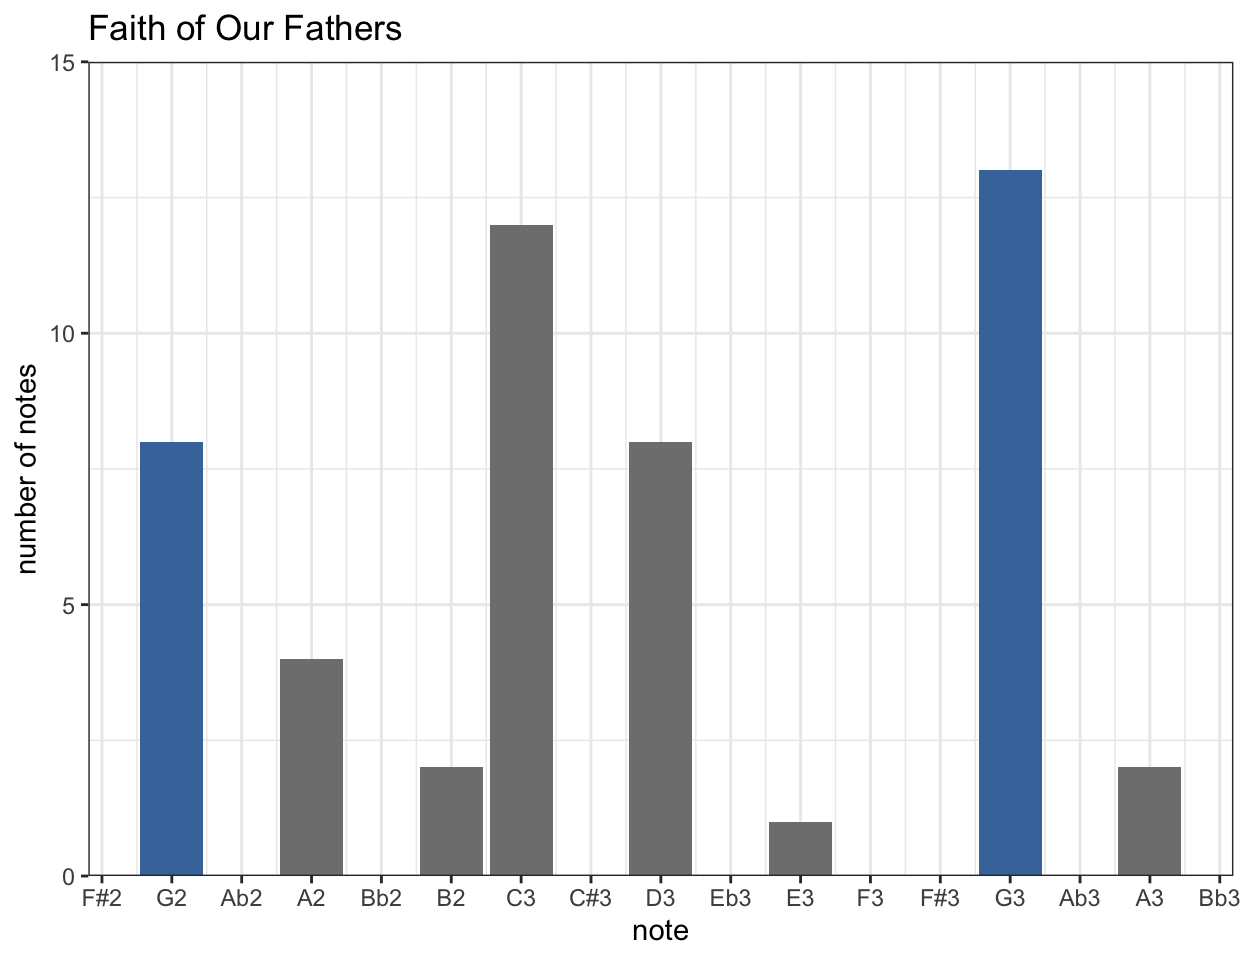 Faith of Our Fathers
15
10
5
0
number of notes
F#2 G2 Ab2 A2 Bb2 B2 C3 C#3 D3 Eb3 E3 F3 F#3 G3 Ab3 A3 Bb3
note